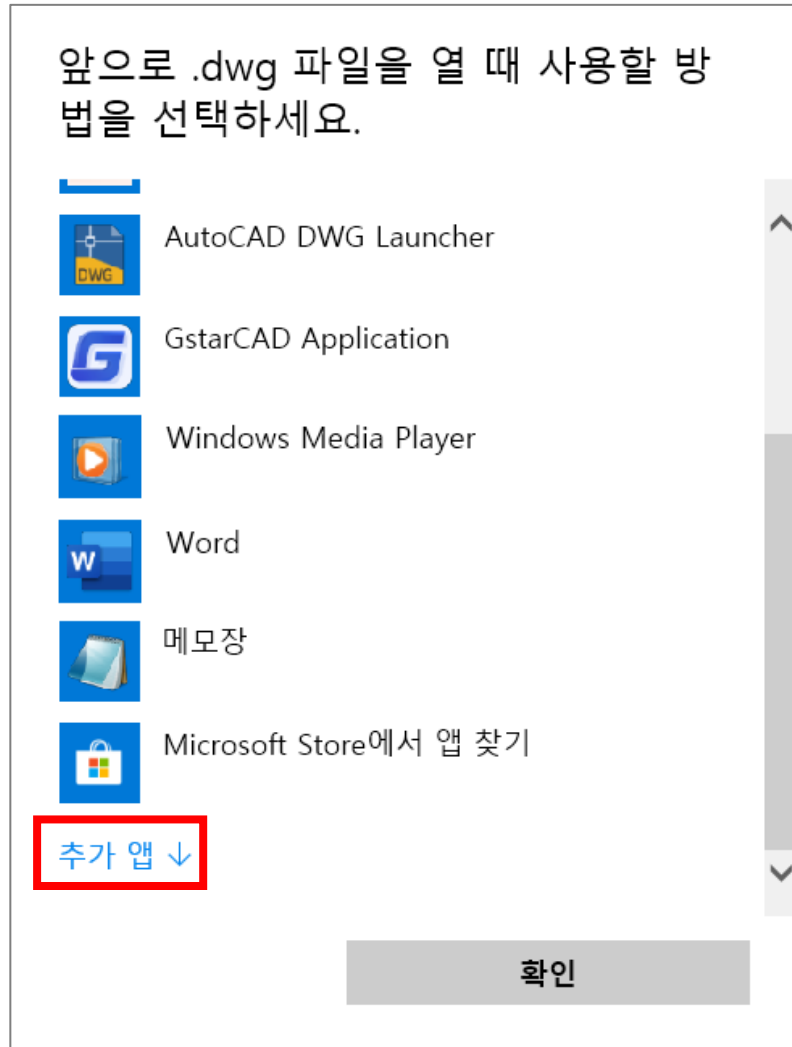 앞으로 .dwg 파일을 열 때 사용할 방
법을 선택하세요.
AutoCAD DWG Launcher
DWG
GstarCAD Application
G
Windows Media Player
Word
W
메모장
Microsoft Store에서 앱 찾기
추가 앱 ↓
확인